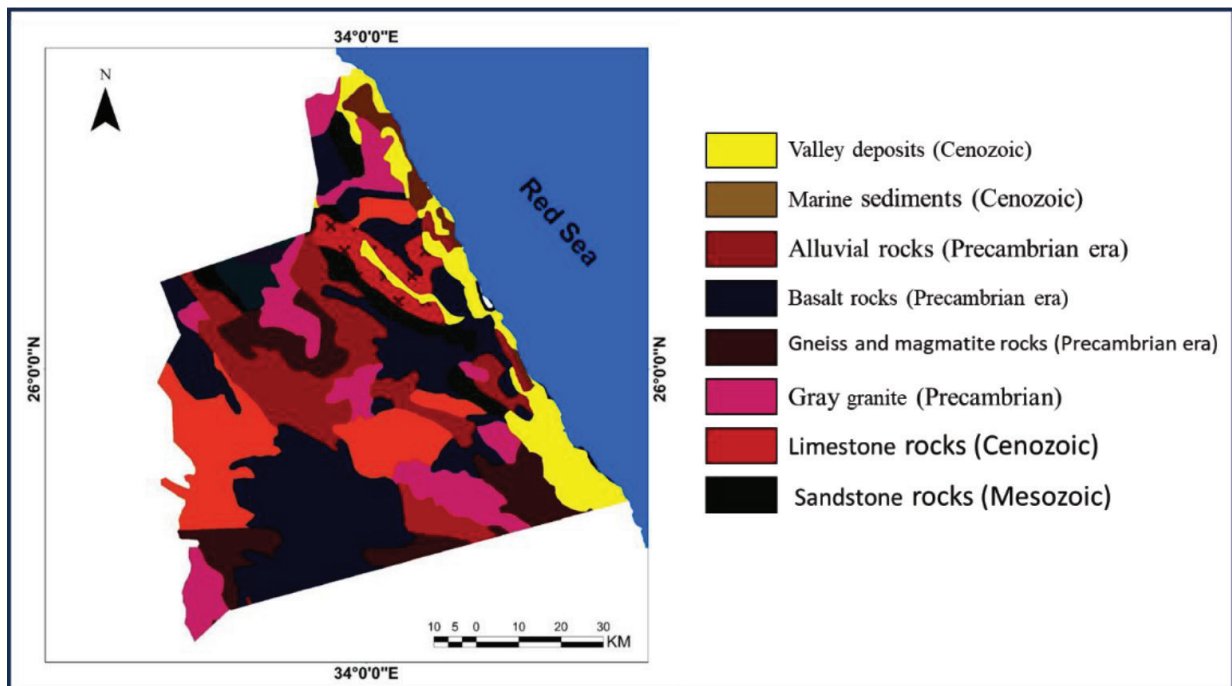 34°0'0"E
N
Red Sea
26°0'0"N
26°0'0"N
10 5 0 10 20 30
KM
34°0'0"E
Valley deposits (Cenozoic)
Marine sediments (Cenozoic)
Alluvial rocks (Precambrian era)
Basalt rocks (Precambrian era)
Gneiss and magmatite rocks (Precambrian era)
Gray granite (Precambrian)
Limestone rocks (Cenozoic)
Sandstone rocks (Mesozoic)